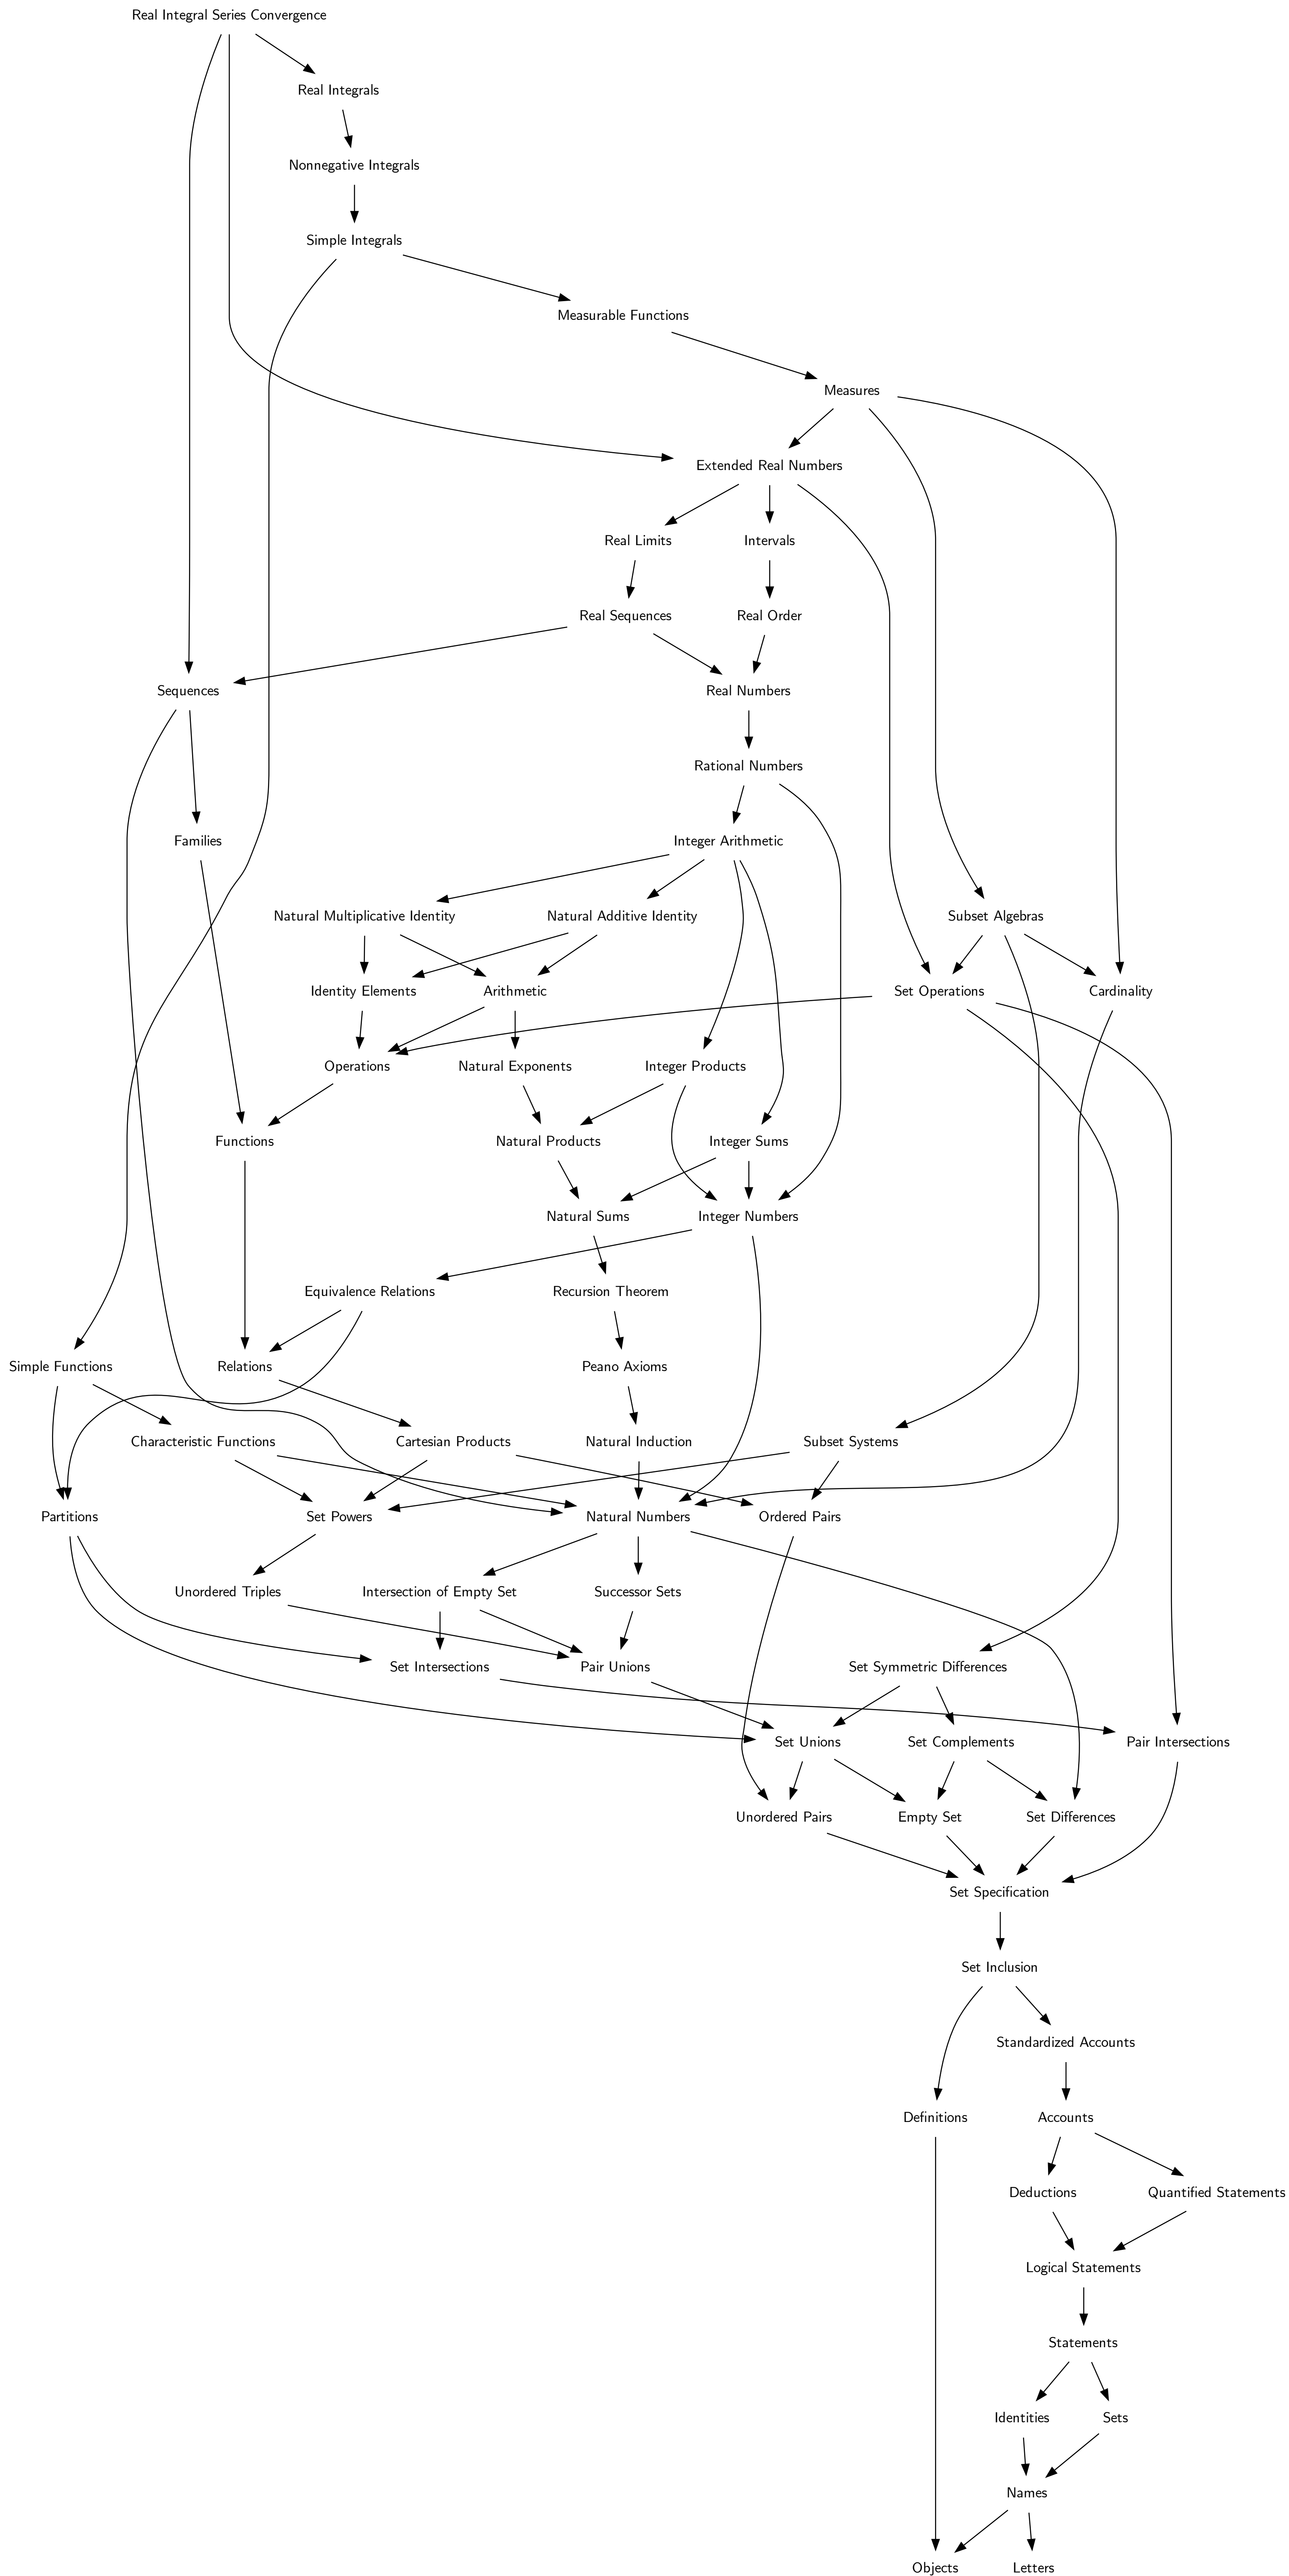 Real Integral Series Convergence
Real Integrals
Nonnegative Integrals
Simple Integrals
Measurable Functions
Measures
Extended Real Numbers
Real Limits
Intervals
Real Sequences
Real Order
Sequences
Real Numbers
Rational Numbers
Families
Integer Arithmetic
Natural Multiplicative Identity
Natural Additive Identity
Subset Algebras
Identity Elements
Arithmetic
Set Operations
Cardinality
Operations
Natural Exponents
Integer Products
Functions
Natural Products
Integer Sums
Natural Sums
Integer Numbers
Equivalence Relations
Recursion Theorem
Simple Functions
Relations
Peano Axioms
Characteristic Functions
Cartesian Products
Natural Induction
Subset Systems
Partitions
Set Powers
Natural Numbers
Ordered Pairs
Unordered Triples
Intersection of Empty Set
Successor Sets
Set Intersections
Pair Unions
Set Symmetric Differences
Set Unions
Set Complements
Pair Intersections
Unordered Pairs
Empty Set
Set Differences
Set Specification
Set Inclusion
Standardized Accounts
Definitions
Accounts
Deductions
Quantified Statements
Logical Statements
Statements
Identities
Sets
Names
Objects
Letters